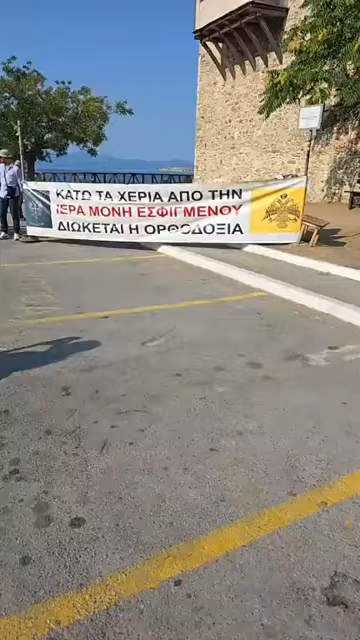 ΚΑΤΩ ΤΑ ΧΕΡΙΑ ΑΠΟ ΤΗΝ
ΙΕΡΑ ΜΟΝΗ ΕΣΦΙΓΜΕΝΟΥ
ΔΙΩΚΕΤΑΙ Η ΟΡΘΟΔΟΞΙΑ